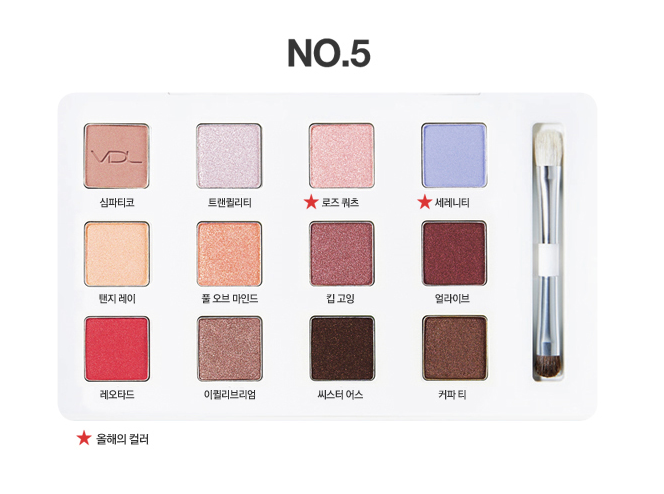 NO.5
VDL
심파티코
트랜퀼리티
★ 로즈 쿼츠
★ 세레니티
탠지 레이
풀 오브 마인드
킵 고잉
얼라이브
레오타드
이퀼리브리엄
씨스터 어스
커파 티
★ 올해의 컬러